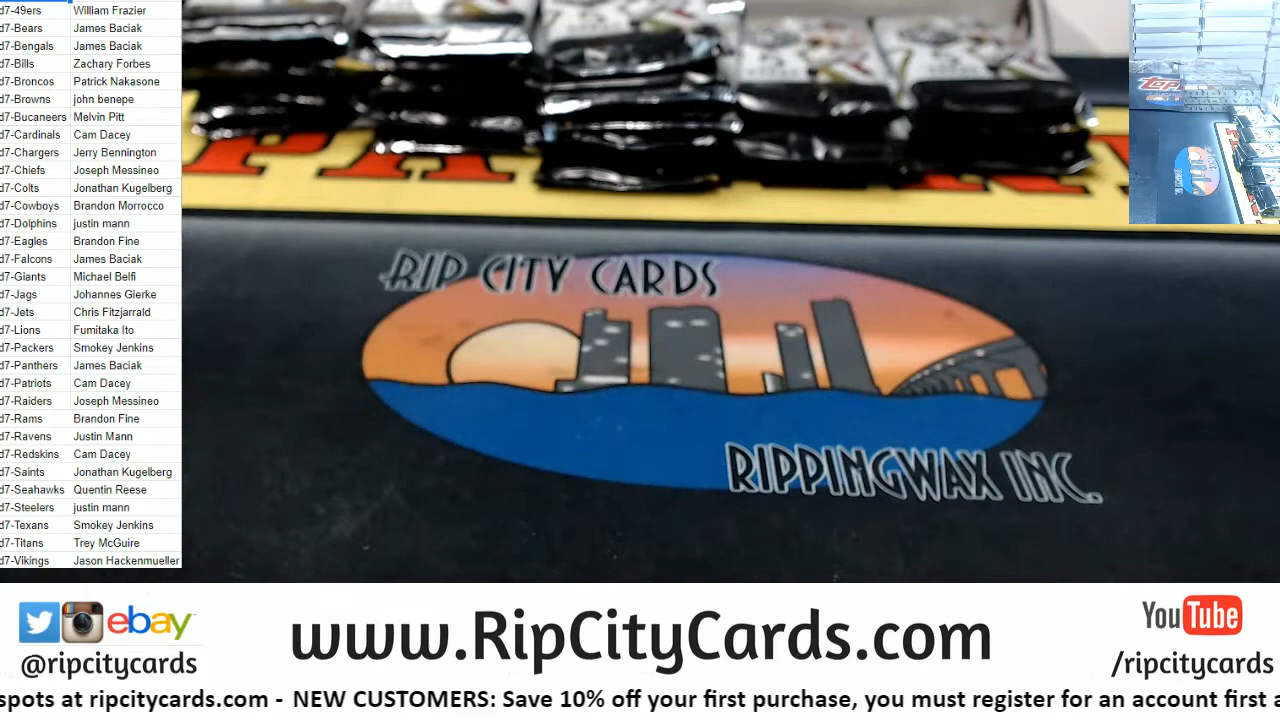 d7-49ers William Frazier
d7-Bears James Baciak
d7-Bengals James Baciak
d7-Bills Zachary Forbes
d7-Broncos Patrick Nakasone
d7-Browns john benepe
d7-Bucaneers Melvin Pitt
d7-Cardinals Cam Dacey
d7-Chargers Jerry Bennington
d7-Chiefs Joseph Messineo
d7-Colts Jonathan Kugelberg
d7-Cowboys Brandon Morrocco
d7-Dolphins justin mann
d7-Eagles Brandon Fine
d7-Falcons James Baciak
d7-Giants Michael Belfi
d7-Jags Johannes Gierke
d7-Jets Chris Fitzjarrald
d7-Lions Fumitaka Ito
d7-Packers Smokey Jenkins
d7-Panthers James Baciak
d7-Patriots Cam Dacey
d7-Raiders Joseph Messineo
d7-Rams Brandon Fine
d7-Ravens Justin Mann
d7-Redskins Cam Dacey
d7-Saints Jonathan Kugelberg
d7-Seahawks Quentin Reese
d7-Steelers justin mann
d7-Texans Smokey Jenkins
d7-Titans Trey McGuire
d7-Vikings Jason Hackenmueller
RIP CITY CARDS
RIPPINGWAX INC.
ebay
@ripcitycards
www.RipCityCards.com
YouTube
/ripcitycards
spots at ripcitycards.com - NEW CUSTOMERS: Save 10% off your first purchase, you must register for an account first a